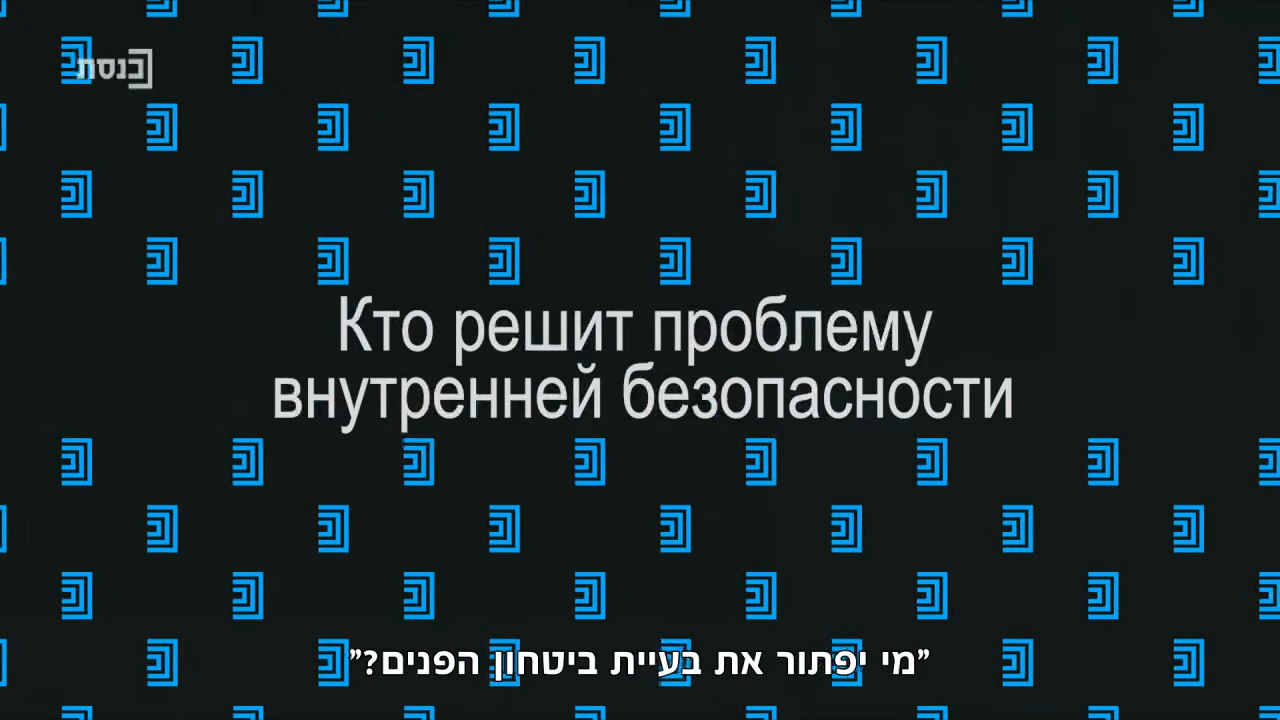 כנסת
Кто решит проблему
внутренней безопасности
"מי יפתור את בעיית ביטחון הפנים?"